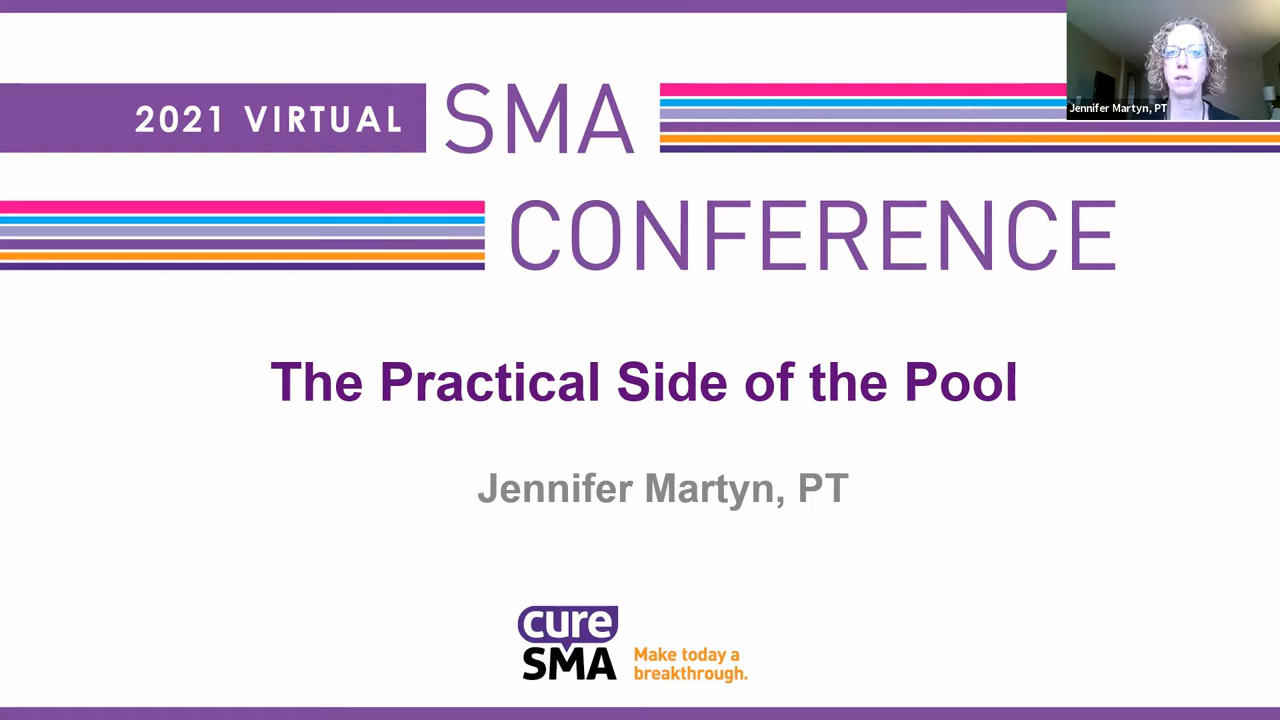 2021 VIRTUAL SMA
CONFERENCE
Jennifer Martyn, PT
The Practical Side of the Pool
Jennifer Martyn, PT
cure
SMA
Make today a
breakthrough.